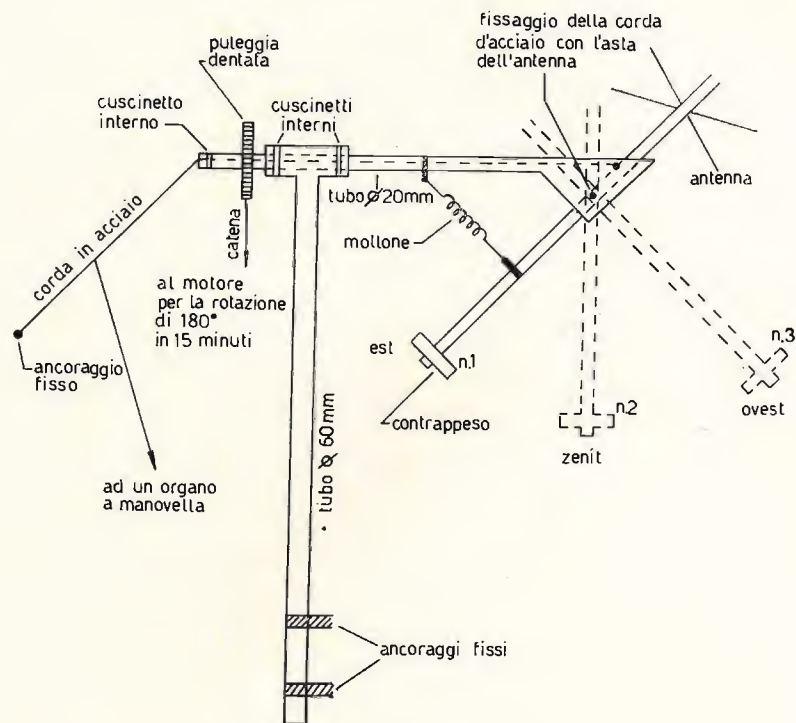 fissaggio della corda
d'acciaio con l'asta
dell'antenna
puleggia
dentata
cuscinetto
interno
cuscinetti
interni
antenna
tubo ϕ 20mm
mollone
corda in acciaio
catena
al motore
per la rotazione
di 180°
in 15 minuti
ancoraggio
fisso
est
n.1
n.2
n.3
ovest
contrappeso
zenit
tubo ϕ 60mm
ad un organo
a manovella
ancoraggi fissi